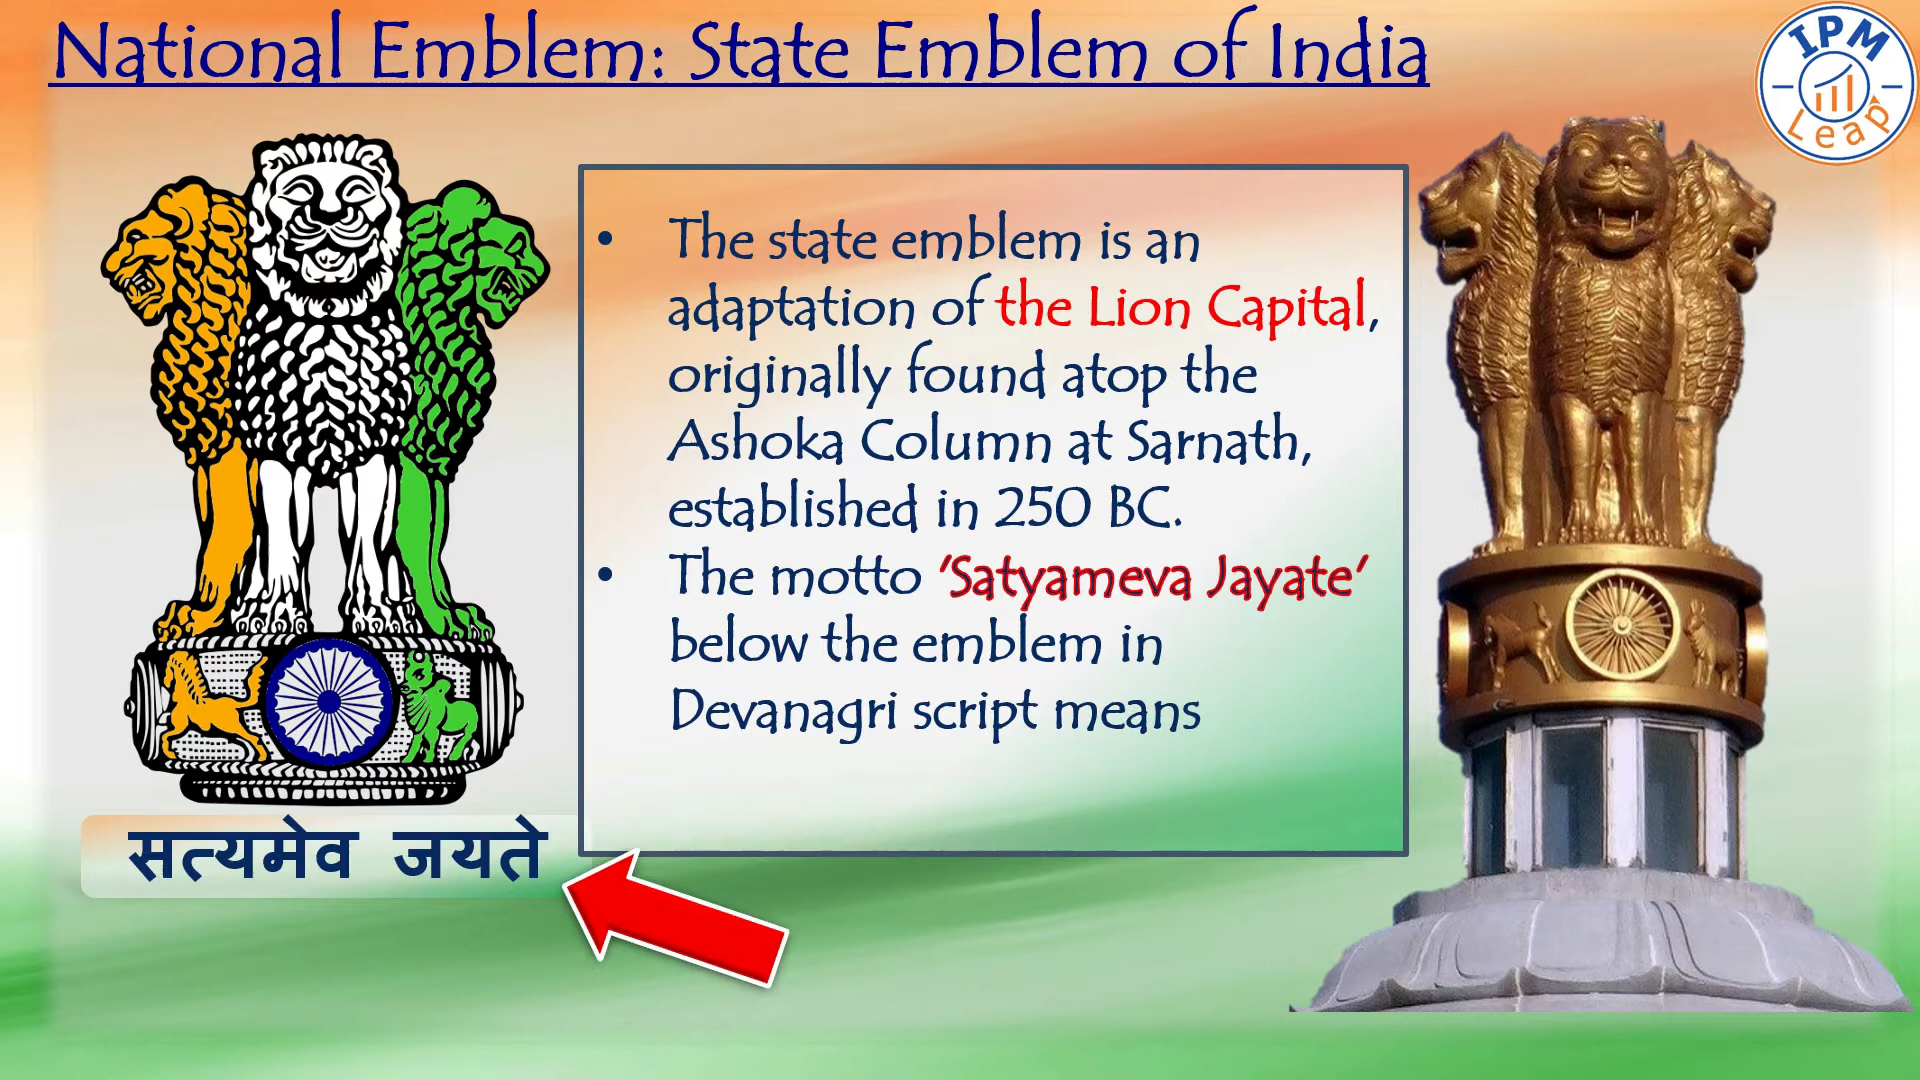 National Emblem: State Emblem of India
IPM
Leap
• The state emblem is an
adaptation of the Lion Capital,
originally found atop the
Ashoka Column at Sarnath,
established in 250 BC.
• The motto 'Satyameva Jayate'
below the emblem in
Devanagri script means
सत्यमेव जयते